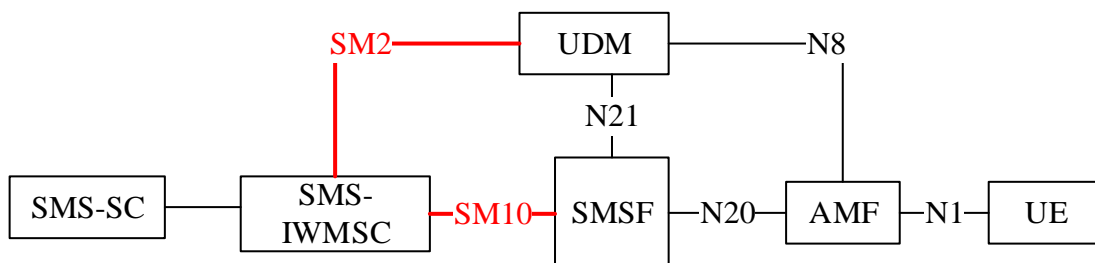 SM2
UDM
N8
N21
SMS-SC
SMS-
IWMSC
SM10
SMSF
N20
AMF
N1
UE